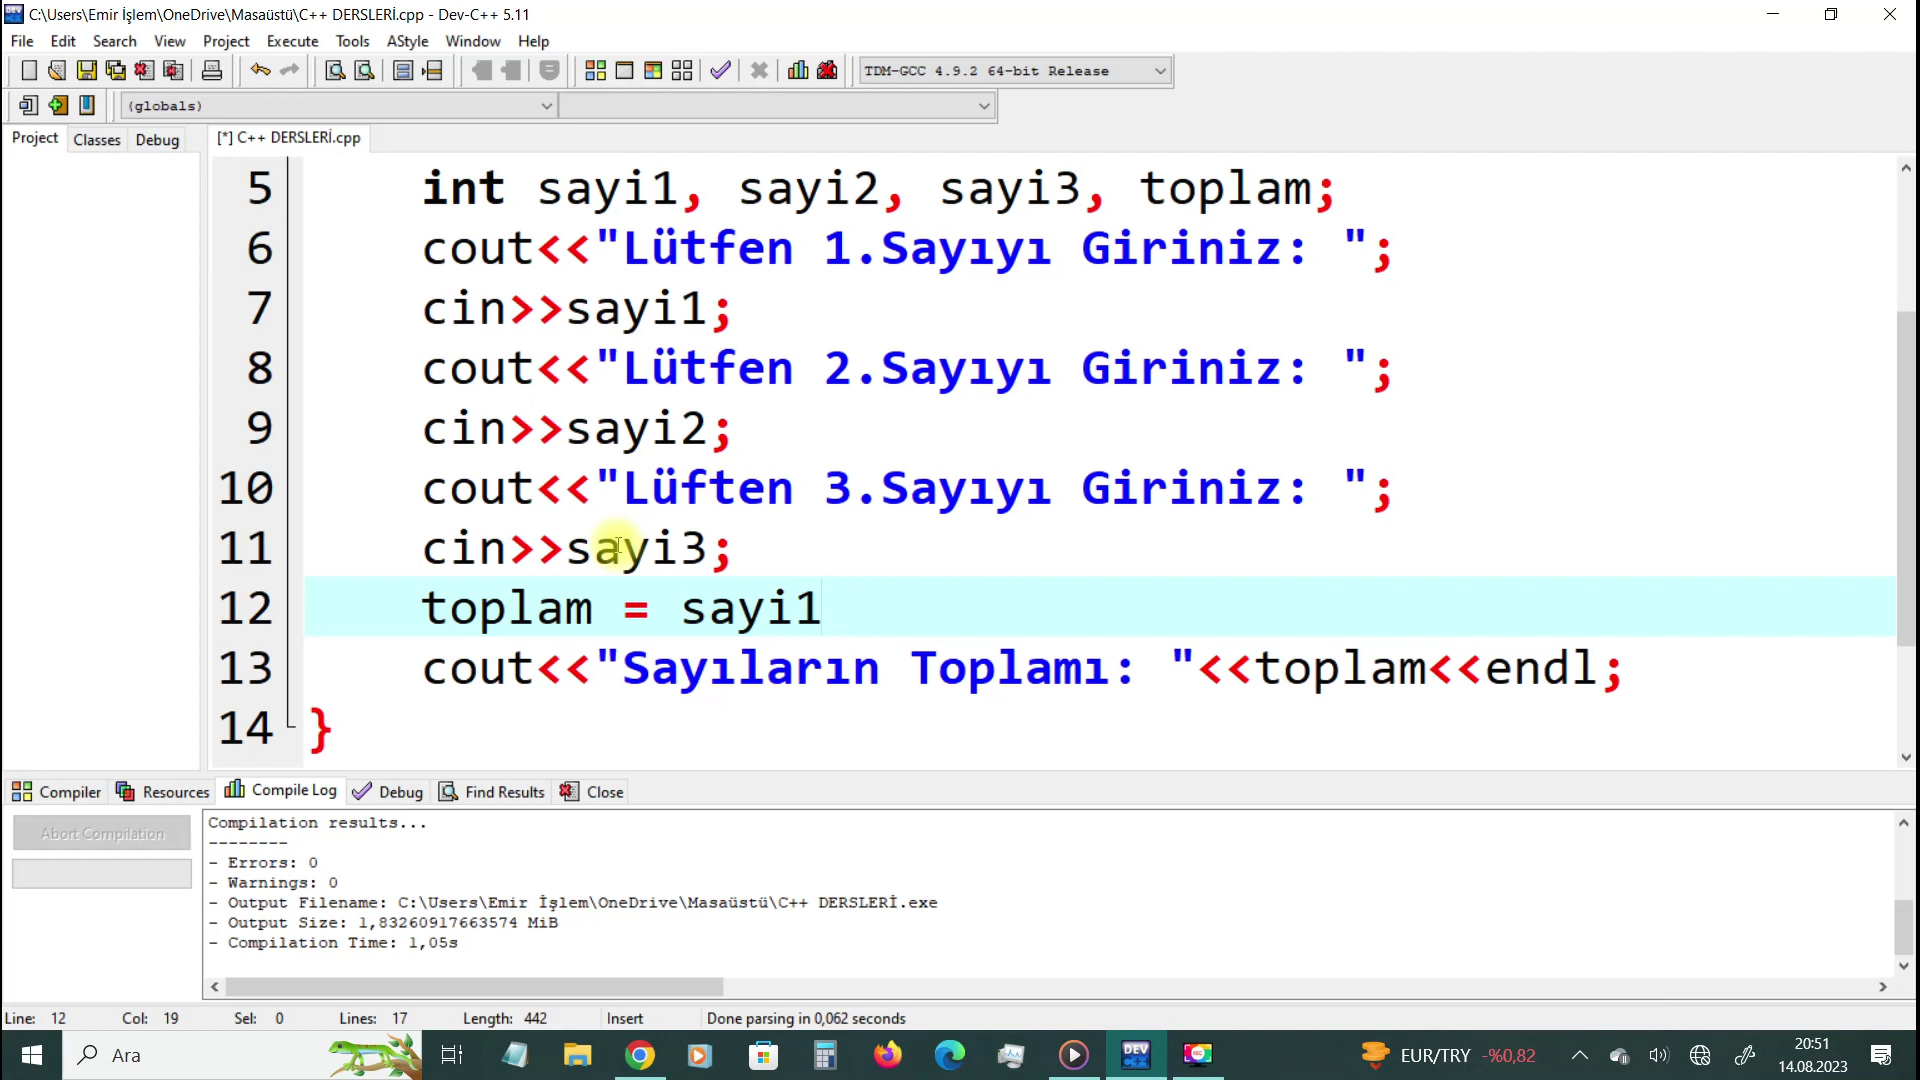 C:\Users\Emir İşlem\OneDrive\Masaüstü\C++ DERSLERİ.cpp - Dev-C++ 5.11
File Edit Search View Project Execute Tools AStyle Window Help
TDM-GCC 4.9.2 64-bit Release
(globals)
Project Classes Debug [*] C++ DERSLERİ.cpp
5 int sayi1, sayi2, sayi3, toplam;
6 cout<<"Lütfen 1.Sayıyı Giriniz: ";
7 cin>>sayi1;
8 cout<<"Lütfen 2.Sayıyı Giriniz: ";
9 cin>>sayi2;
10 cout<<"Lüften 3.Sayıyı Giriniz: ";
11 cin>>sayi3;
12 toplam = sayi1
13 cout<<"Sayıların Toplamı: "<<toplam<<endl;
14 }
Compiler Resources Compile Log Debug Find Results Close
Abort Compilation
Compilation results...
--------
- Errors: 0
- Warnings: 0
- Output Filename: C:\Users\Emir İşlem\OneDrive\Masaüstü\C++ DERSLERİ.exe
- Output Size: 1,83260917663574 MiB
- Compilation Time: 1,05s
Line: 12 Col: 19 Sel: 0 Lines: 17 Length: 442 Insert Done parsing in 0,062 seconds
Ara
DEV C++
REC
EUR/TRY -%0,82
20:51
14.08.2023